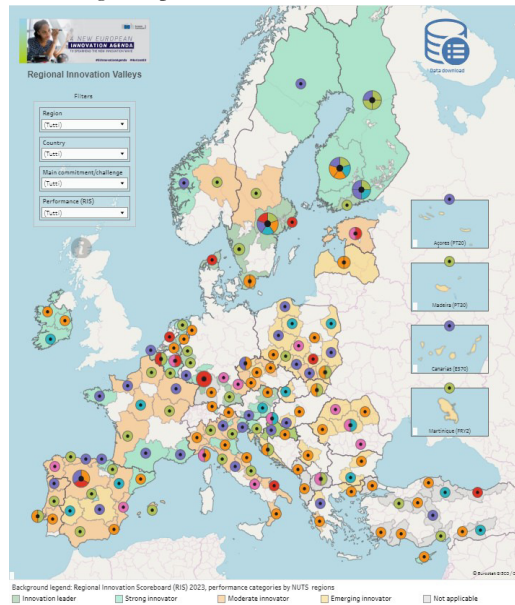 A NEW EUROPEAN
INNOVATION AGENDA
Regional Innovation Valleys
Data download
Filters
Region
(Tutti)
Country
(Tutti)
Main commitment/challenge
(Tutti)
Performance (RIS)
(Tutti)
i
Açores (PT20)
Madeira (PT30)
Canarias (ES70)
Martinique (FRY2)
Background legend: Regional Innovation Scoreboard (RIS) 2023, performance categories by NUTS regions
Innovation leader
Strong innovator
Moderate innovator
Emerging innovator
Not applicable